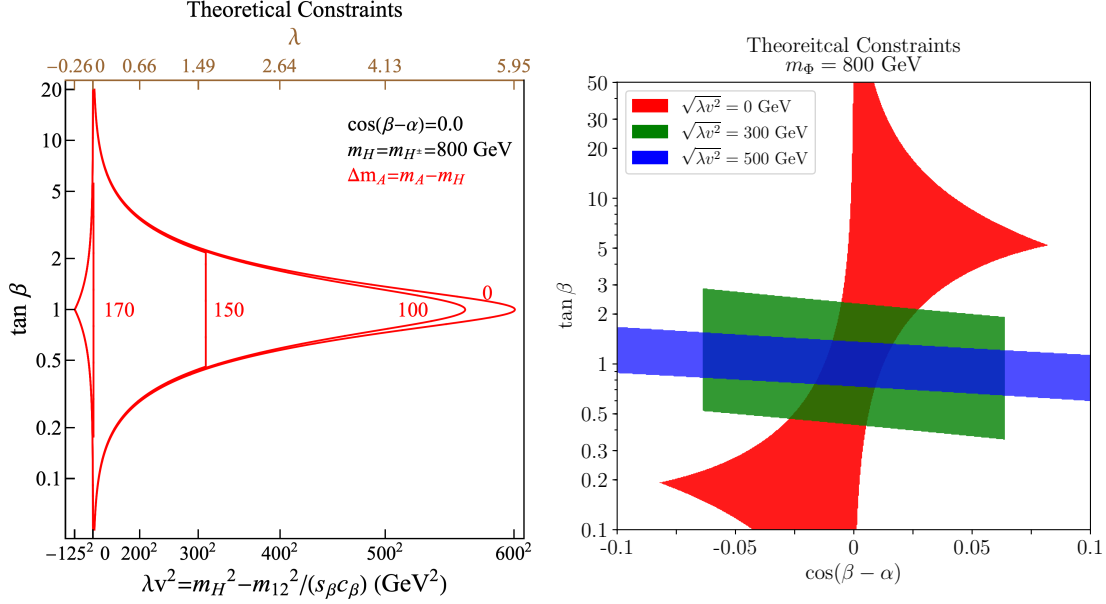 Theoretical Constraints
λ
−0.26 0 0.66 1.49 2.64 4.13 5.95
cos(β−α)=0.0
m_H=m_{H^±}=800 GeV
Δm_A=m_A−m_H
20
10
5
2
1
0.5
0.2
0.1
tan β
170
150
100
0
−125² 0 200² 300² 400² 500² 600²
λv²=m_H²−m₁₂²/(s_βc_β) (GeV²)
Theoreitcal Constraints
m_Φ = 800 GeV
√λv² = 0 GeV
√λv² = 300 GeV
√λv² = 500 GeV
50
30
20
10
5
3
2
1
0.5
0.3
0.2
0.1
tan β
-0.1 -0.05 0 0.05 0.1
cos(β − α)